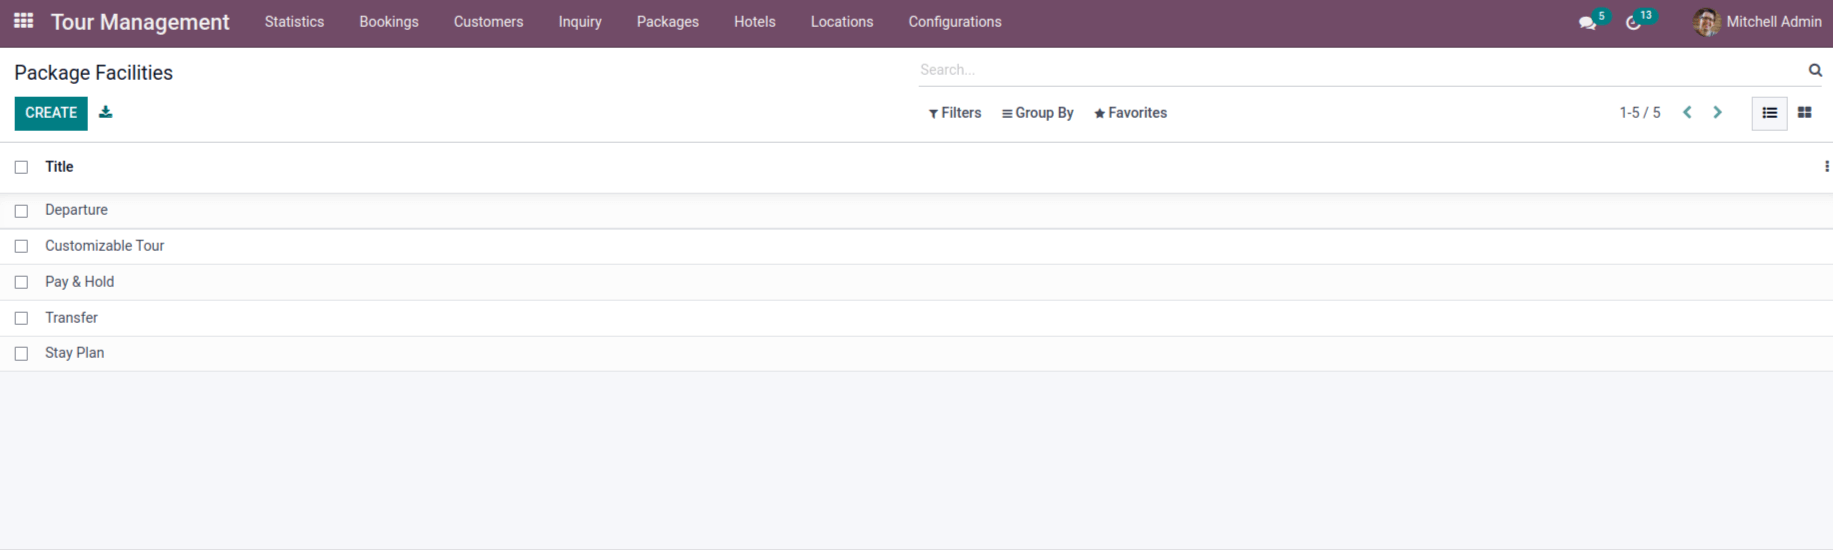 Tour Management Statistics Bookings Customers Inquiry Packages Hotels Locations Configurations 5 13 Mitchell Admin
Package Facilities Search...
CREATE Filters Group By Favorites 1-5 / 5
Title
Departure
Customizable Tour
Pay & Hold
Transfer
Stay Plan